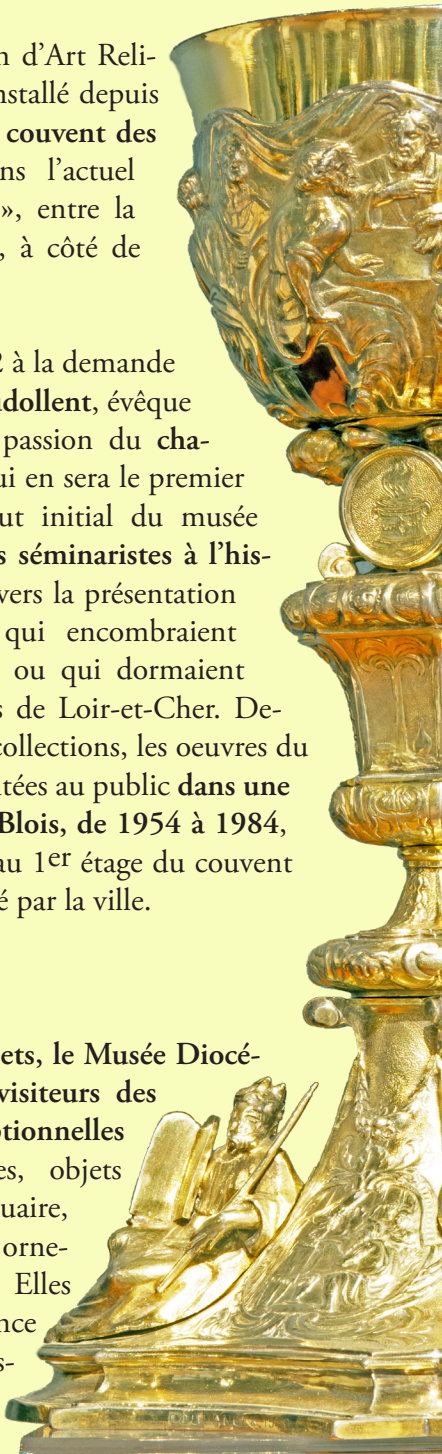 n d’Art Reli-
nstallé depuis
couvent des
ns l’actuel
», entre la
, à côté de
2 à la demande
udollent, évêque
passion du cha-
ui en sera le premier
ut initial du musée
s séminaristes à l’his-
vers la présentation
qui encombraient
ou qui dormaient
s de Loir-et-Cher. De-
collections, les oeuvres du
ntées au public dans une
Blois, de 1954 à 1984,
au 1er étage du couvent
é par la ville.
ets, le Musée Diocé-
visiteurs des
ptionnelles
es, objets
uaire,
orne-
Elles
nce
s-